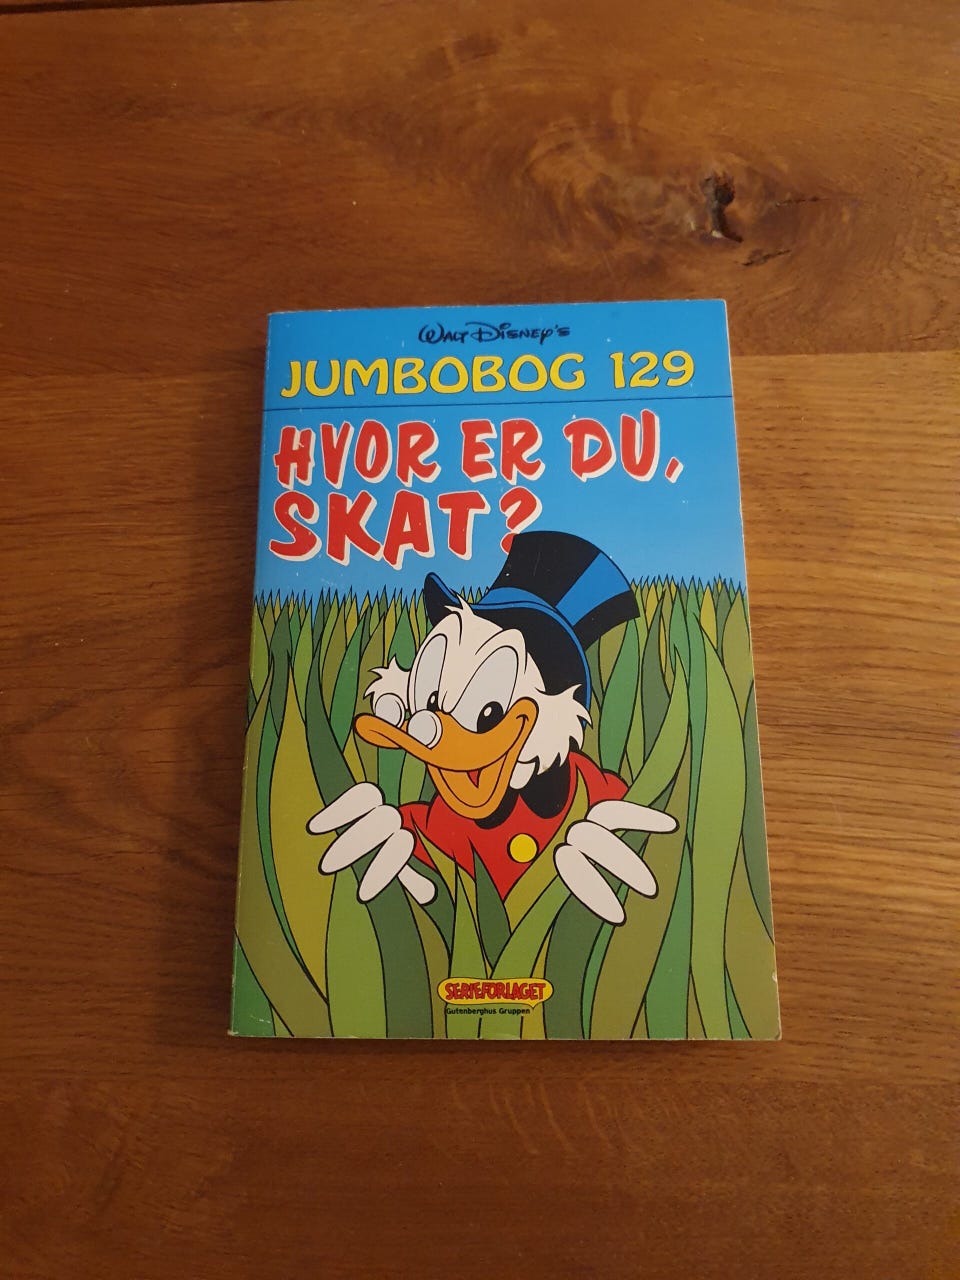 Walt Disney's
JUMBOBOG 129
HVOR ER DU,
SKAT?
SERIEFORLAGET
Gutenberghus Gruppen